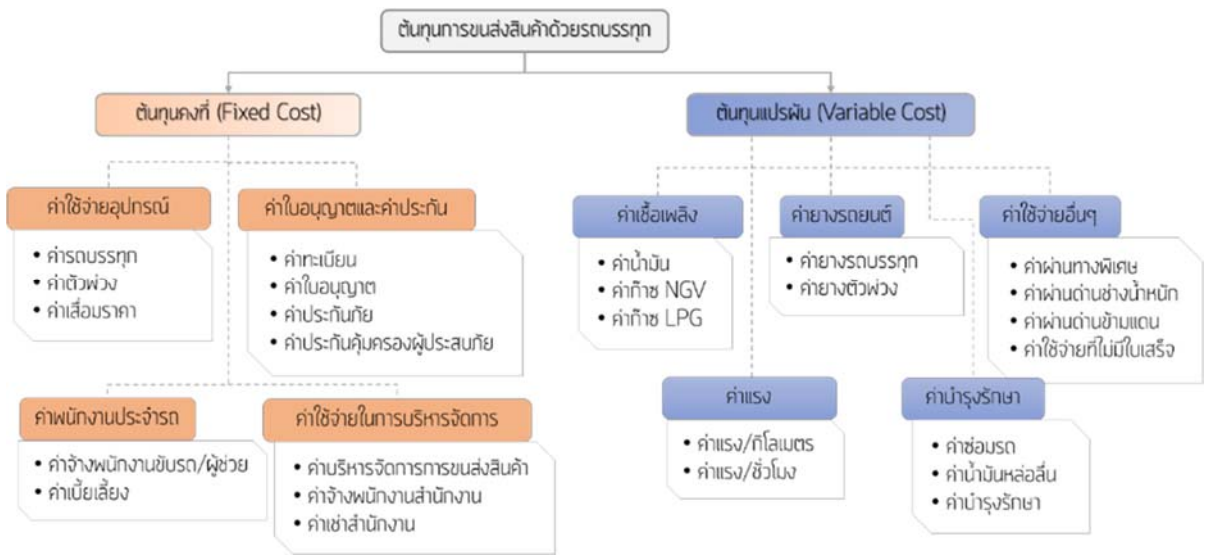 ต้นทุนการขนส่งสินค้าด้วยรถบรรทุก
ต้นทุนคงที่ (Fixed Cost)
ต้นทุนแปรผัน (Variable Cost)
ค่าใช้จ่ายอุปกรณ์
• ค่ารถบรรทุก
• ค่าตัวพ่วง
• ค่าเสื่อมราคา
ค่าใบอนุญาตและค่าประกัน
• ค่าทะเบียน
• ค่าใบอนุญาต
• ค่าประกันภัย
• ค่าประกันคุ้มครองผู้ประสบภัย
ค่าเชื้อเพลิง
• ค่าน้ำมัน
• ค่าก๊าซ NGV
• ค่าก๊าซ LPG
ค่ายางรถยนต์
• ค่ายางรถบรรทุก
• ค่ายางตัวพ่วง
ค่าใช้จ่ายอื่นๆ
• ค่าผ่านทางพิเศษ
• ค่าผ่านด่านช่างน้ำหนัก
• ค่าผ่านด่านข้ามแดน
• ค่าใช้จ่ายที่ไม่มีใบเสร็จ
ค่าพนักงานประจำรถ
• ค่าจ้างพนักงานขับรถ/ผู้ช่วย
• ค่าเบี้ยเลี้ยง
ค่าใช้จ่ายในการบริหารจัดการ
• ค่าบริหารจัดการการขนส่งสินค้า
• ค่าจ้างพนักงานสำนักงาน
• ค่าเช่าสำนักงาน
ค่าแรง
• ค่าแรง/กิโลเมตร
• ค่าแรง/ชั่วโมง
ค่าบำรุงรักษา
• ค่าซ่อมรถ
• ค่าน้ำมันหล่อลื่น
• ค่าบำรุงรักษา